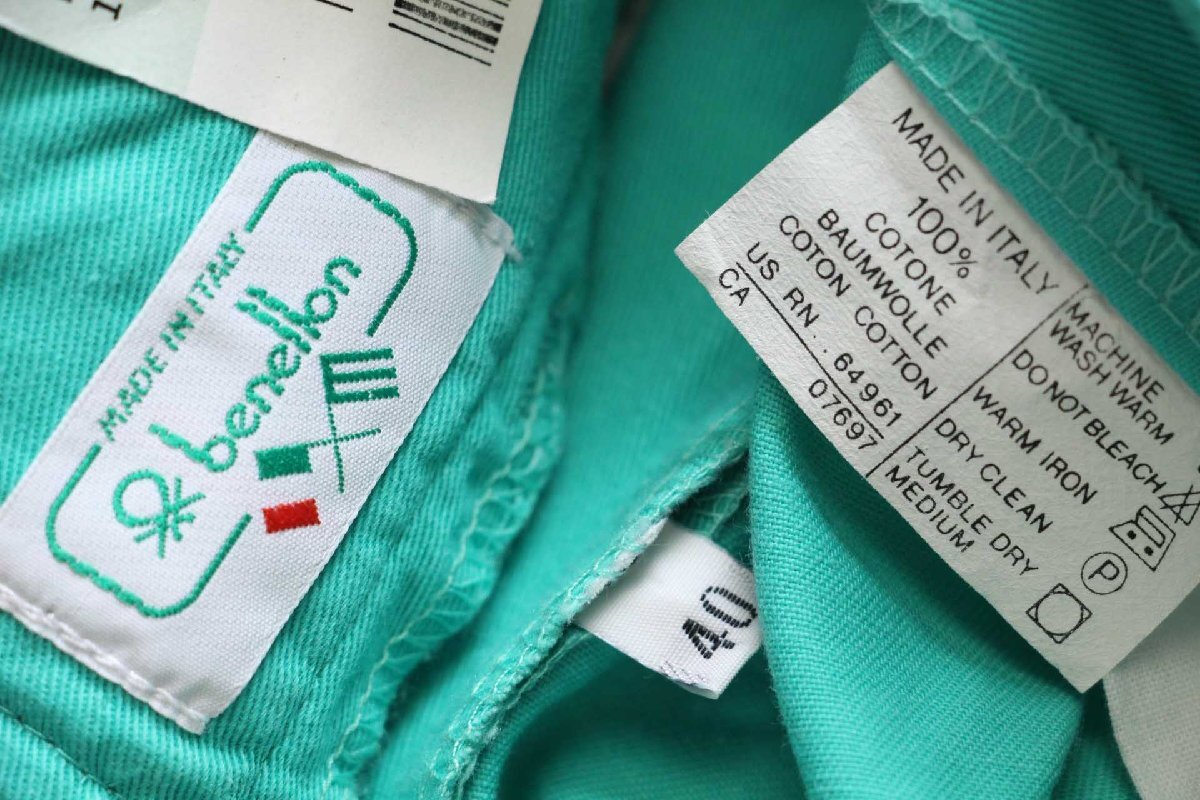 1
MADE IN ITALY
benetton
40
MADE IN ITALY
100%
COTONE
BAUMWOLLE
COTON COTTON
US RN.. 64961
CA 07697
MACHINE
WASH WARM
DO NOT BLEACH
WARM IRON
DRY CLEAN
TUMBLE DRY
MEDIUM
P